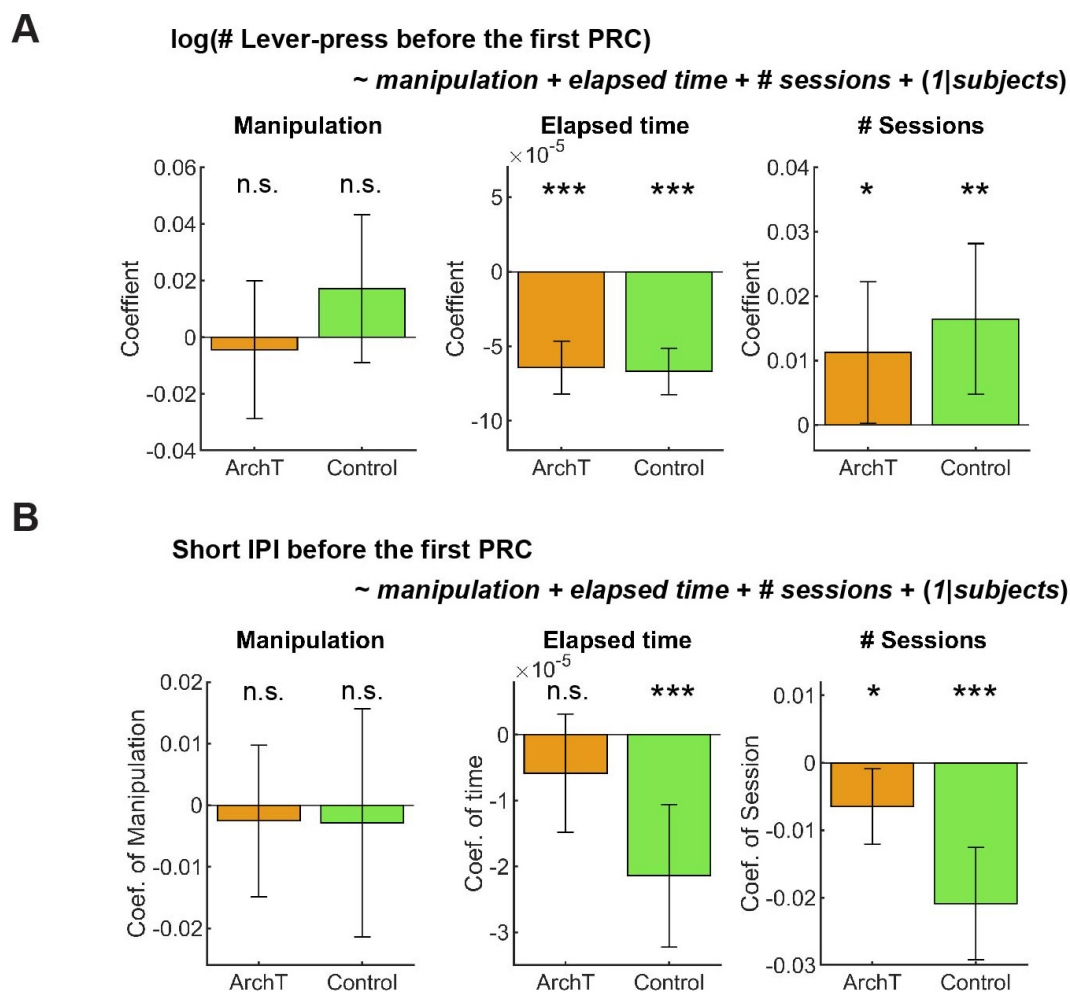 A
log(# Lever-press before the first PRC)
~ manipulation + elapsed time + # sessions + (1|subjects)
Manipulation
Elapsed time
# Sessions
×10-5
0.06
0.04
0.02
0
-0.02
-0.04
Coeffient
n.s.
n.s.
ArchT
Control
5
0
-5
-10
Coefficient
***
***
ArchT
Control
0.04
0.03
0.02
0.01
0
Coefficient
*
**
ArchT
Control
B
Short IPI before the first PRC
~ manipulation + elapsed time + # sessions + (1|subjects)
Manipulation
Elapsed time
# Sessions
×10-5
0.02
0.01
0
-0.01
-0.02
Coef. of Manipulation
n.s.
n.s.
ArchT
Control
0
-1
-2
-3
Coef. of time
n.s.
***
ArchT
Control
0.01
0
-0.01
-0.02
-0.03
Coef. of Session
*
***
ArchT
Control